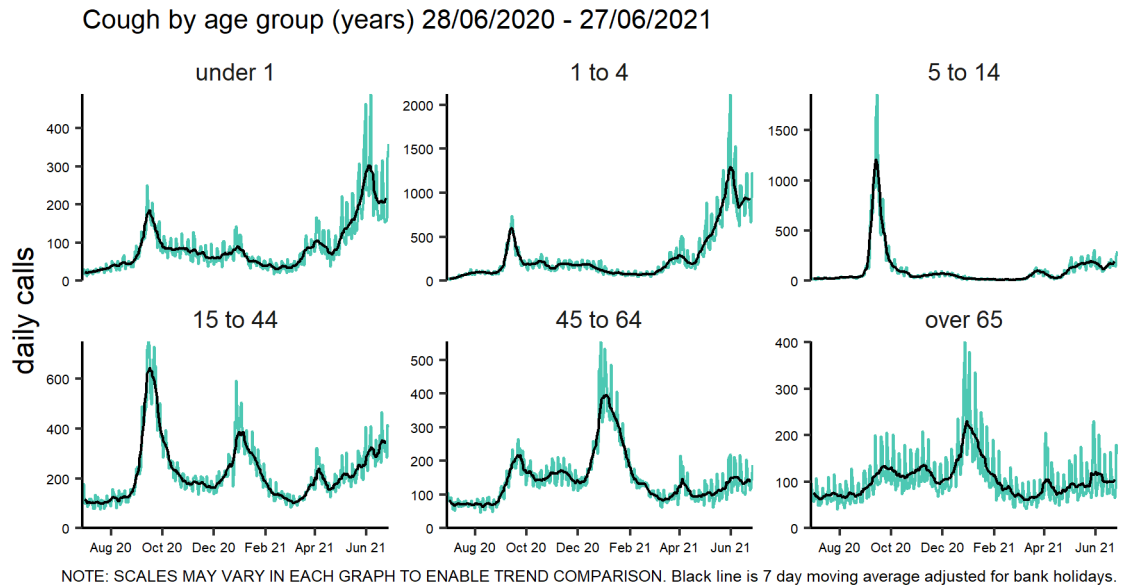 Cough by age group (years) 28/06/2020 - 27/06/2021
under 1
1 to 4
5 to 14
400
300
200
100
0
2000
1500
1000
500
0
1500
1000
500
0
daily calls
15 to 44
45 to 64
over 65
600
400
200
0
500
400
300
200
100
0
400
300
200
100
0
Aug 20 Oct 20 Dec 20 Feb 21 Apr 21 Jun 21
Aug 20 Oct 20 Dec 20 Feb 21 Apr 21 Jun 21
Aug 20 Oct 20 Dec 20 Feb 21 Apr 21 Jun 21
NOTE: SCALES MAY VARY IN EACH GRAPH TO ENABLE TREND COMPARISON. Black line is 7 day moving average adjusted for bank holidays.